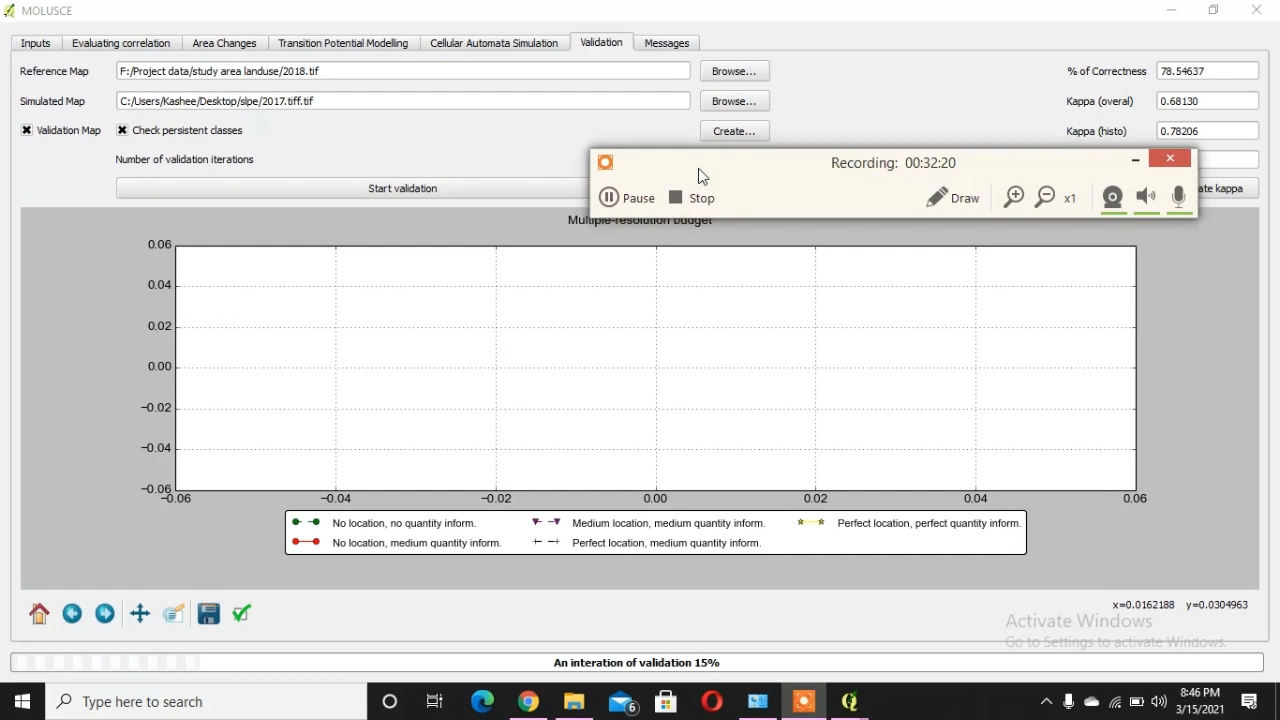 MOLUSCE
Inputs Evaluating correlation Area Changes Transition Potential Modelling Cellular Automata Simulation Validation Messages
Reference Map F:/Project data/study area landuse/2018.tif Browse... % of Correctness 78.54637
Simulated Map C:/Users/Kashee/Desktop/slpe/2017.tiff.tif Browse... Kappa (overal) 0.68130
Validation Map Check persistent classes Create... Kappa (histo) 0.78206
Number of validation iterations
Recording: 00:32:20
Start validation
Pause Stop Draw x1
kappa
Multiple-resolution budget
0.06
0.04
0.02
0.00
−0.02
−0.04
−0.06
−0.06 −0.04 −0.02 0.00 0.02 0.04 0.06
No location, no quantity inform. Medium location, medium quantity inform. Perfect location, perfect quantity inform.
No location, medium quantity inform. Perfect location, medium quantity inform.
x=0.0162188 y=0.0304963
Activate Windows
Go to Settings to activate Windows.
An interation of validation 15%
Type here to search
6
8:46 PM
3/15/2021